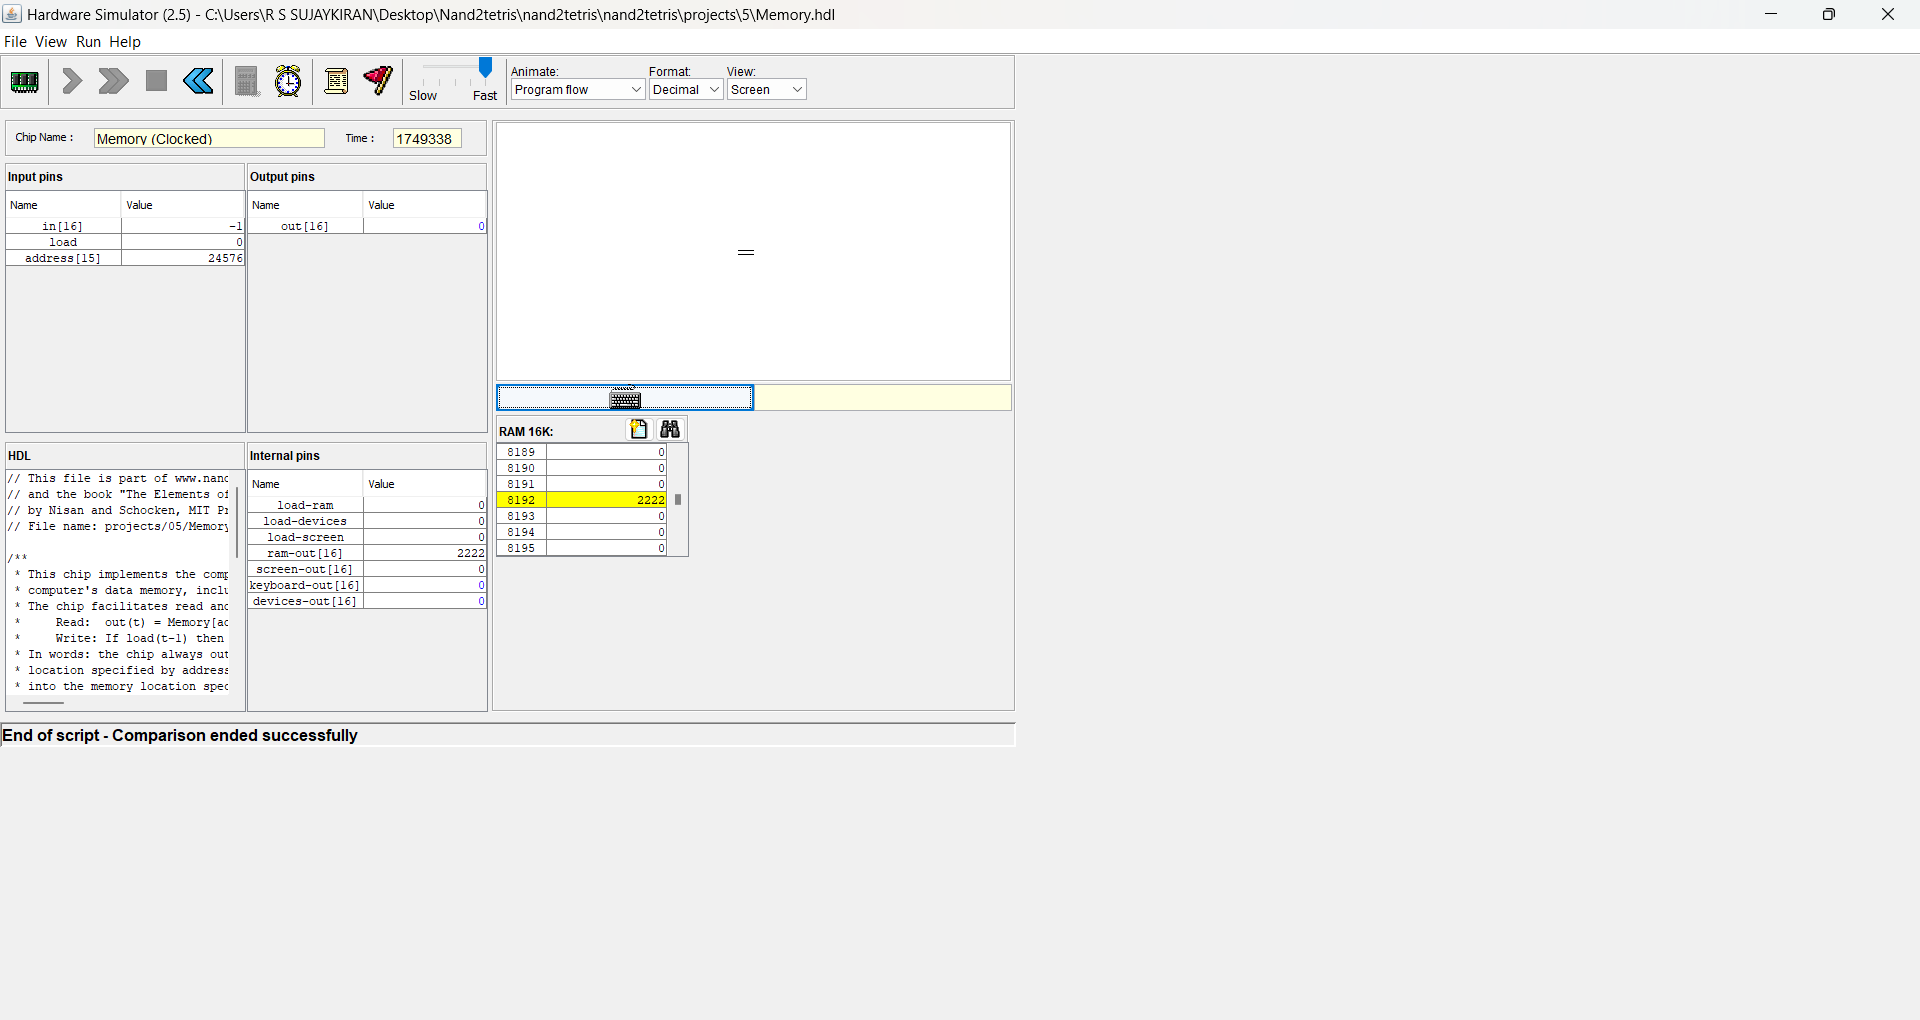 Hardware Simulator (2.5) - C:\Users\R S SUJAYKIRAN\Desktop\Nand2tetris\nand2tetris\nand2tetris\projects\5\Memory.hdl
File View Run Help
Slow Fast
Animate: Format: View:
Program flow Decimal Screen
Chip Name : Memory (Clocked) Time : 1749338
Input pins
Name Value
in[16] -1
load 0
address[15] 24576
Output pins
Name Value
out[16] 0
HDL
// This file is part of www.nand
// and the book "The Elements of
// by Nisan and Schocken, MIT Pr
// File name: projects/05/Memory
/**
* This chip implements the comp
* computer's data memory, inclu
* The chip facilitates read and
* Read: out(t) = Memory[ad
* Write: If load(t-1) then
* In words: the chip always out
* location specified by address
* into the memory location spec
Internal pins
Name Value
load-ram 0
load-devices 0
load-screen 0
ram-out[16] 2222
screen-out[16] 0
keyboard-out[16] 0
devices-out[16] 0
RAM 16K:
8189 0
8190 0
8191 0
8192 2222
8193 0
8194 0
8195 0
End of script - Comparison ended successfully